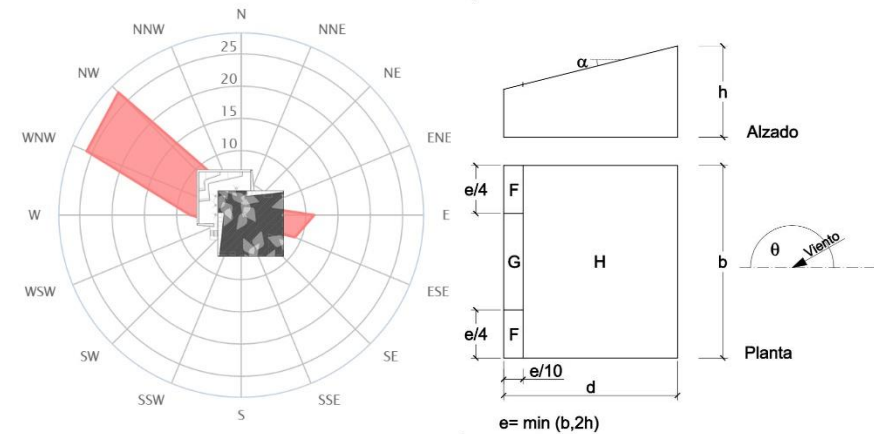 N
NNW
NNE
NW
NE
WNW
ENE
W
E
WSW
ESE
SW
SE
SSW
SSE
S
25
20
15
10
α
h
Alzado
e/4
F
G
H
b
θ
Viento
e/4
F
Planta
e/10
d
e= min (b,2h)